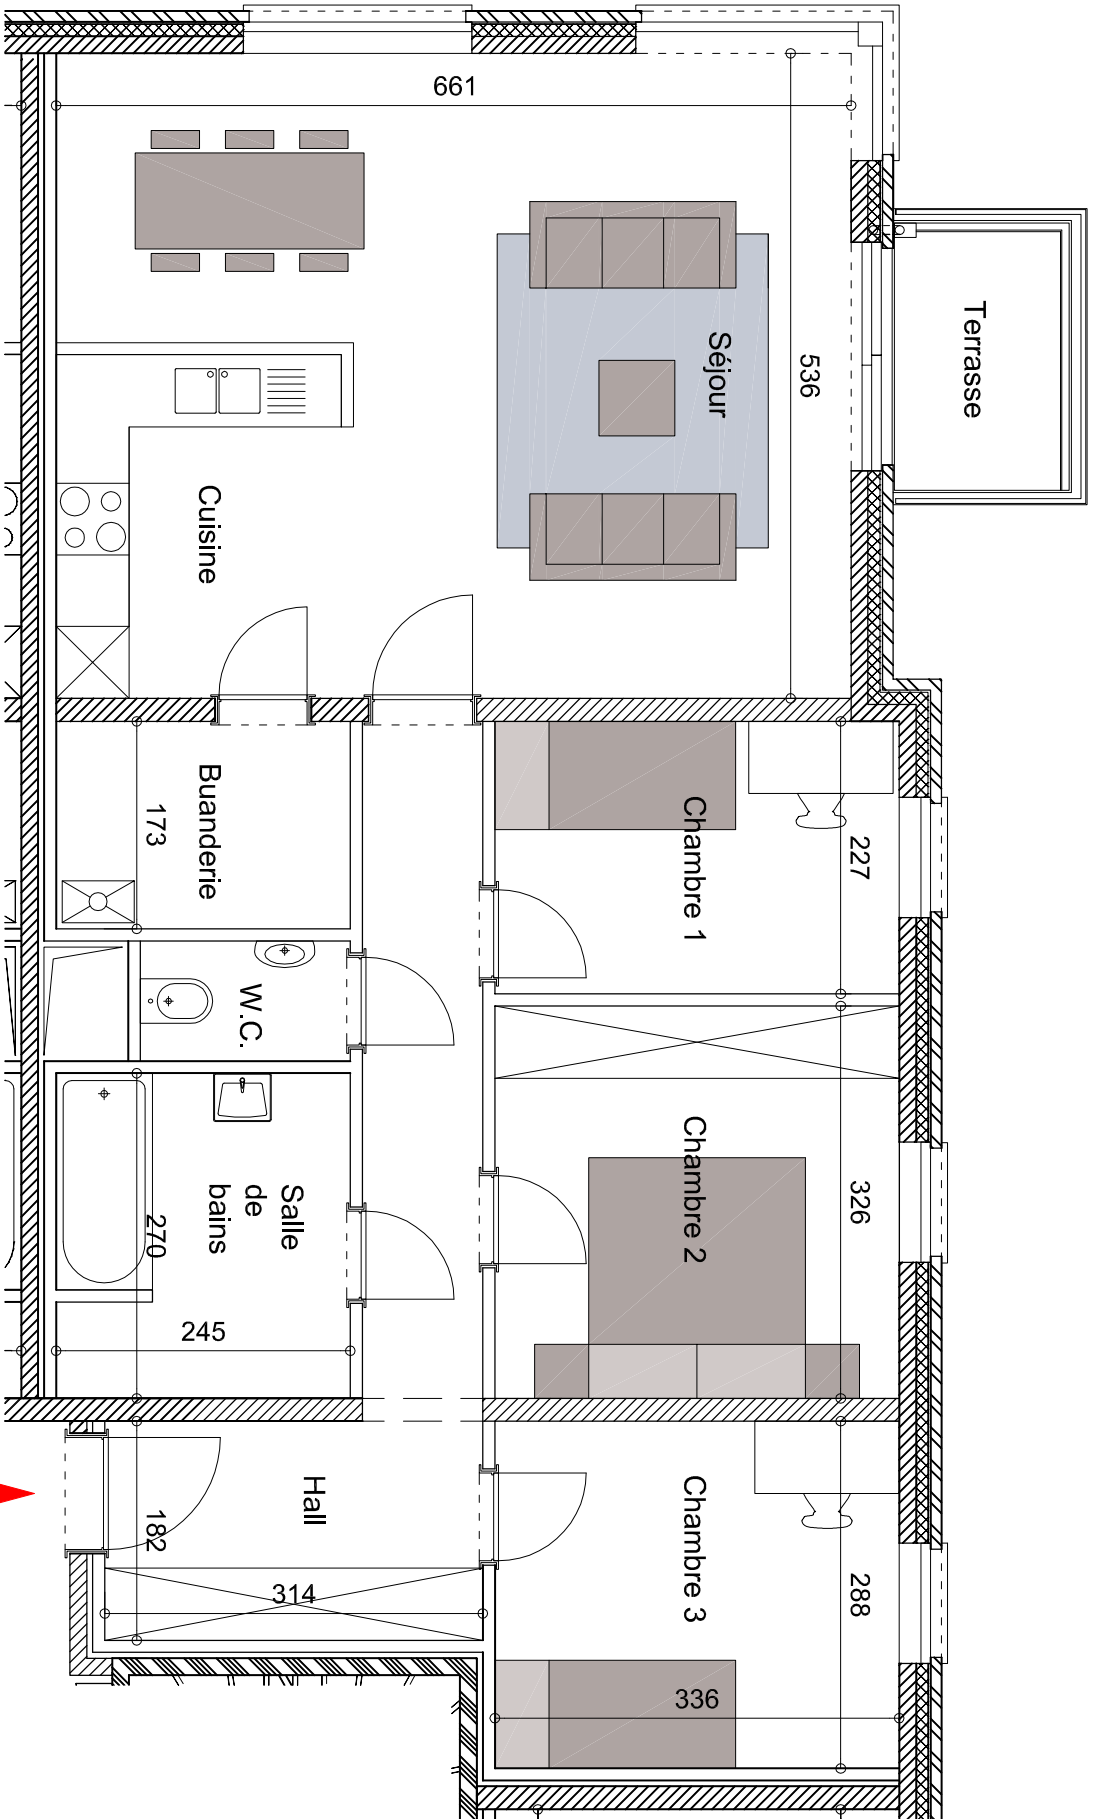 661
536
Terrasse
Séjour
Cuisine
Buanderie
173
Chambre 1
227
W.C.
Salle
de
bains
270
245
Chambre 2
326
Hall
182
314
Chambre 3
288
336